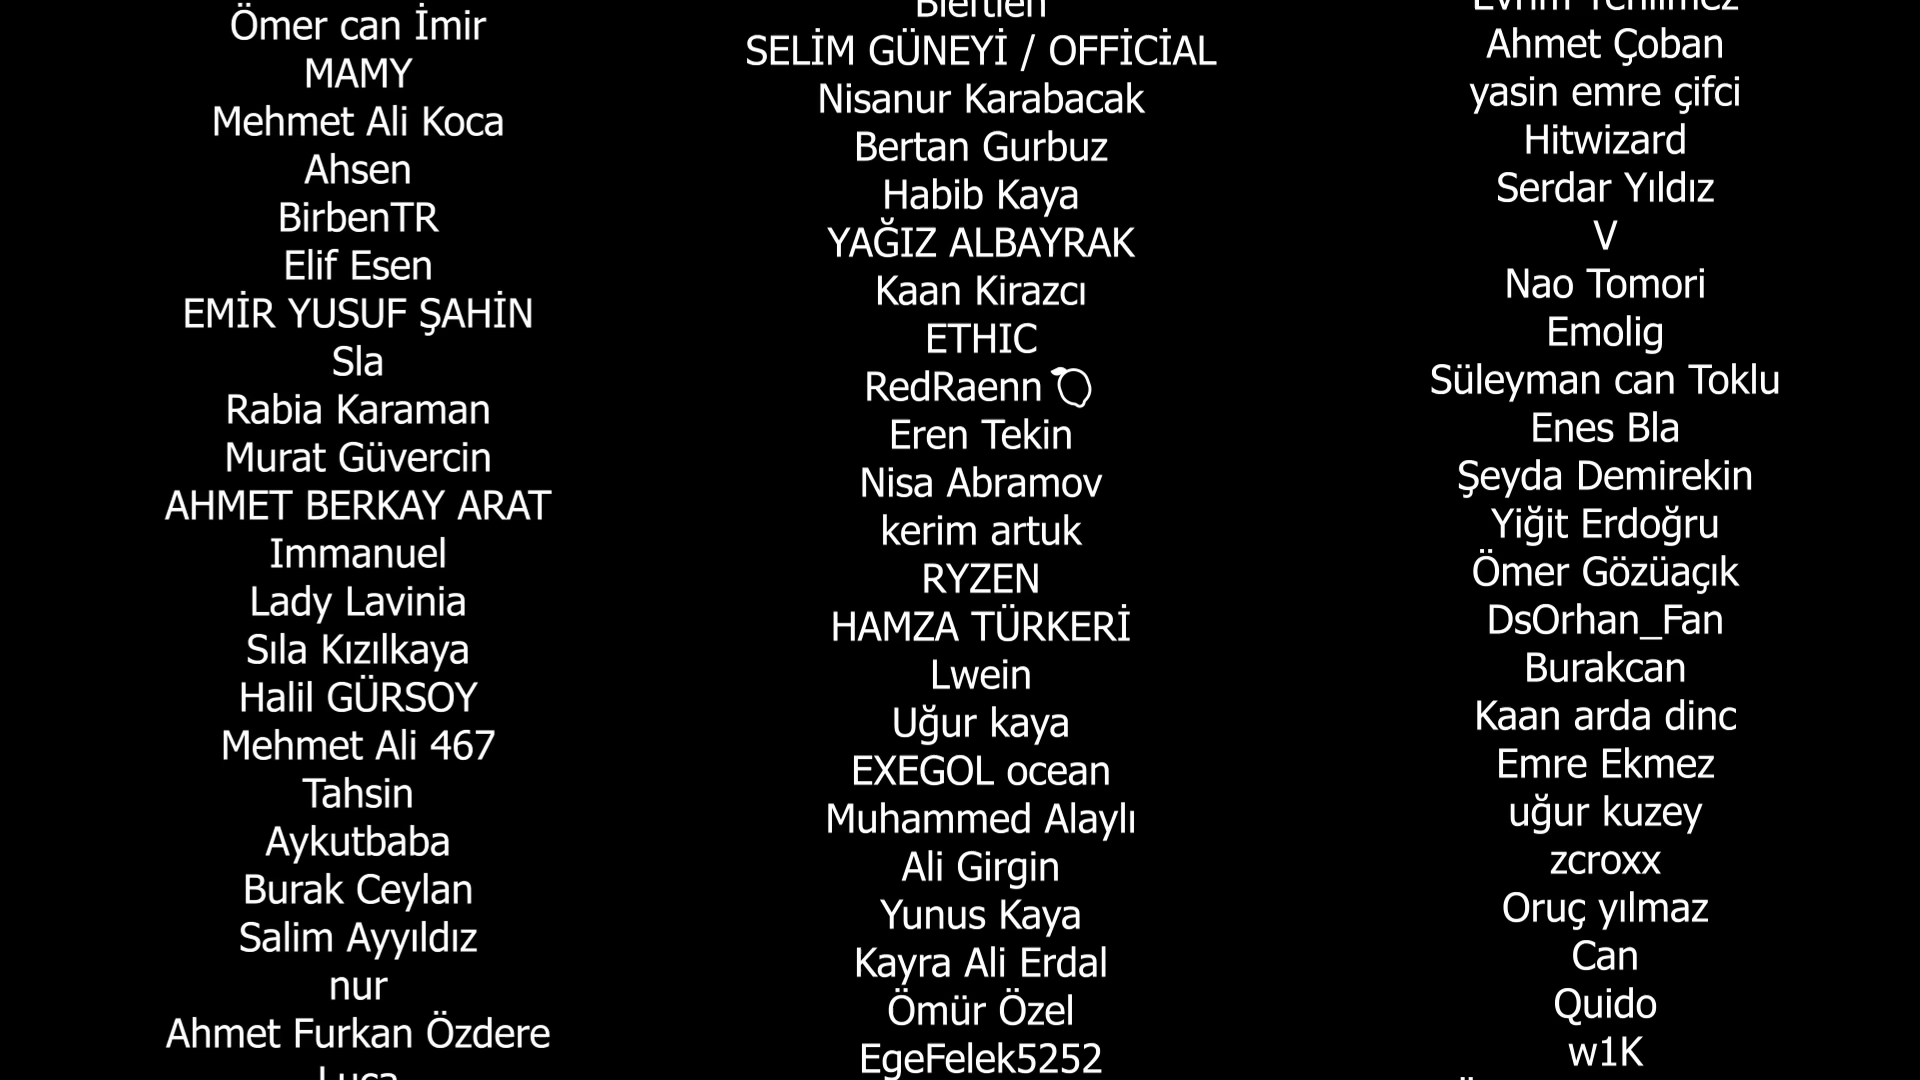 Ömer can İmir
MAMY
Mehmet Ali Koca
Ahsen
BirbenTR
Elif Esen
EMİR YUSUF ŞAHİN
Sla
Rabia Karaman
Murat Güvercin
AHMET BERKAY ARAT
Immanuel
Lady Lavinia
Sıla Kızılkaya
Halil GÜRSOY
Mehmet Ali 467
Tahsin
Aykutbaba
Burak Ceylan
Salim Ayyıldız
nur
Ahmet Furkan Özdere
SELİM GÜNEYİ / OFFİCİAL
Nisanur Karabacak
Bertan Gurbuz
Habib Kaya
YAĞIZ ALBAYRAK
Kaan Kirazcı
ETHIC
RedRaenn
Eren Tekin
Nisa Abramov
kerim artuk
RYZEN
HAMZA TÜRKERİ
Lwein
Uğur kaya
EXEGOL ocean
Muhammed Alaylı
Ali Girgin
Yunus Kaya
Kayra Ali Erdal
Ömür Özel
EgeFelek5252
Evrim Yenilmez
Ahmet Çoban
yasin emre çifci
Hitwizard
Serdar Yıldız
V
Nao Tomori
Emolig
Süleyman can Toklu
Enes Bla
Şeyda Demirekin
Yiğit Erdoğru
Ömer Gözüaçık
DsOrhan_Fan
Burakcan
Kaan arda dinc
Emre Ekmez
uğur kuzey
zcroxx
Oruç yılmaz
Can
Quido
w1K